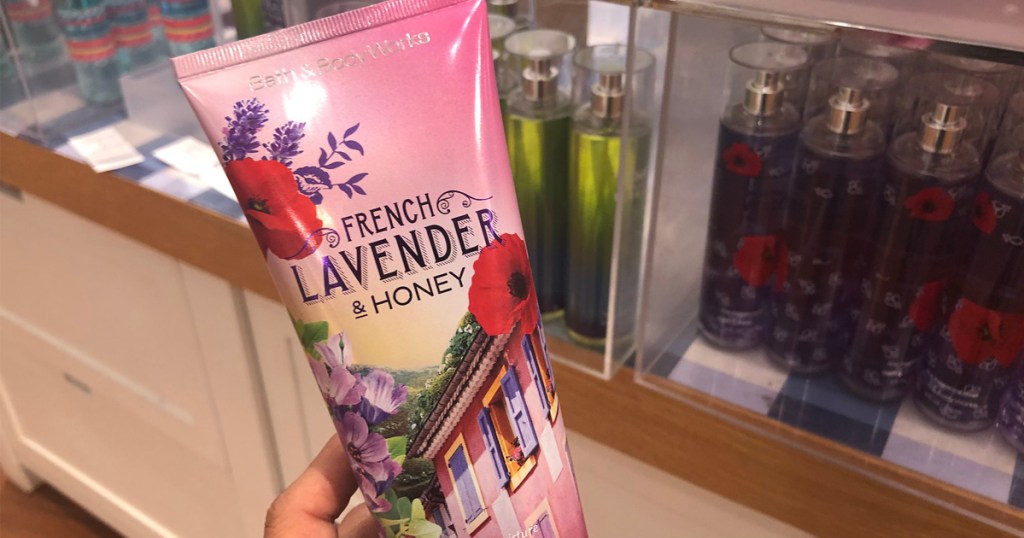 Bath & Body Works
FRENCH
LAVENDER
& HONEY